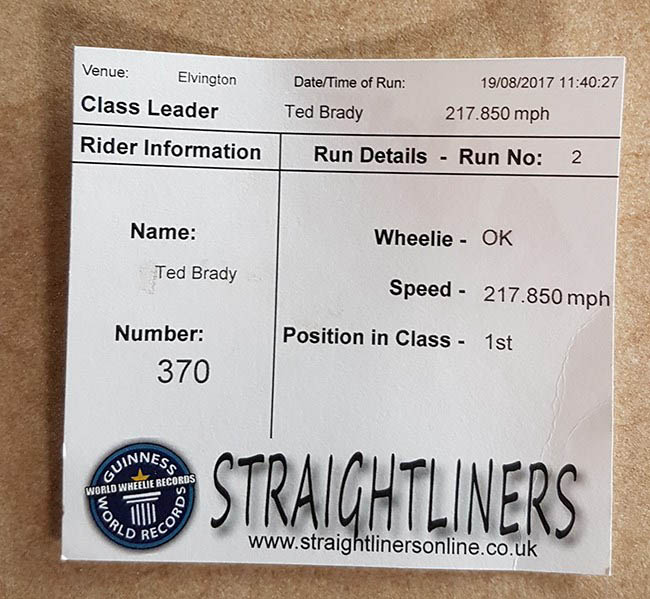 Venue: Elvington Date/Time of Run: 19/08/2017 11:40:27
Class Leader Ted Brady 217.850 mph
Rider Information Run Details - Run No: 2
Name:
Ted Brady
Number:
370
Wheelie - OK
Speed - 217.850 mph
Position in Class - 1st
GUINNESS
WORLD WHEELIE RECORDS
WORLD RECORDS
STRAIGHTLINERS
www.straightlinersonline.co.uk